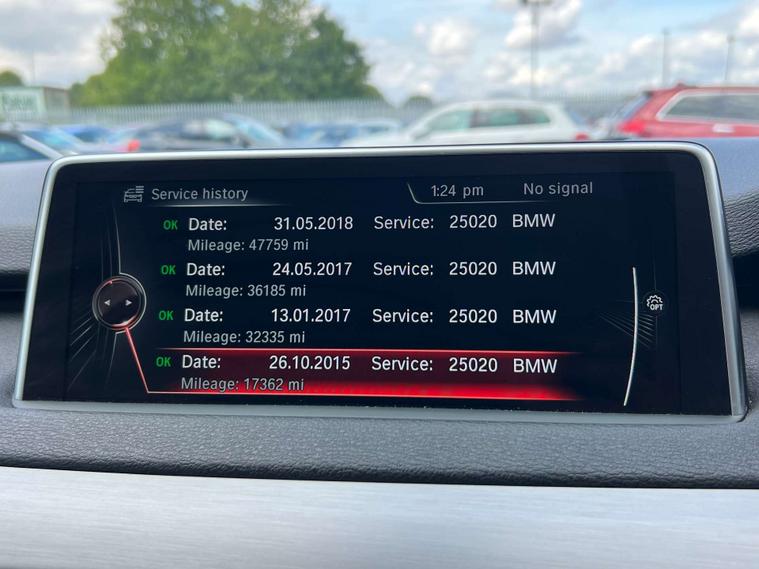 Service history 1:24 pm No signal
OK Date: 31.05.2018 Service: 25020 BMW
Mileage: 47759 mi
OK Date: 24.05.2017 Service: 25020 BMW
Mileage: 36185 mi
OK Date: 13.01.2017 Service: 25020 BMW
Mileage: 32335 mi
OK Date: 26.10.2015 Service: 25020 BMW
Mileage: 17362 mi
OPT